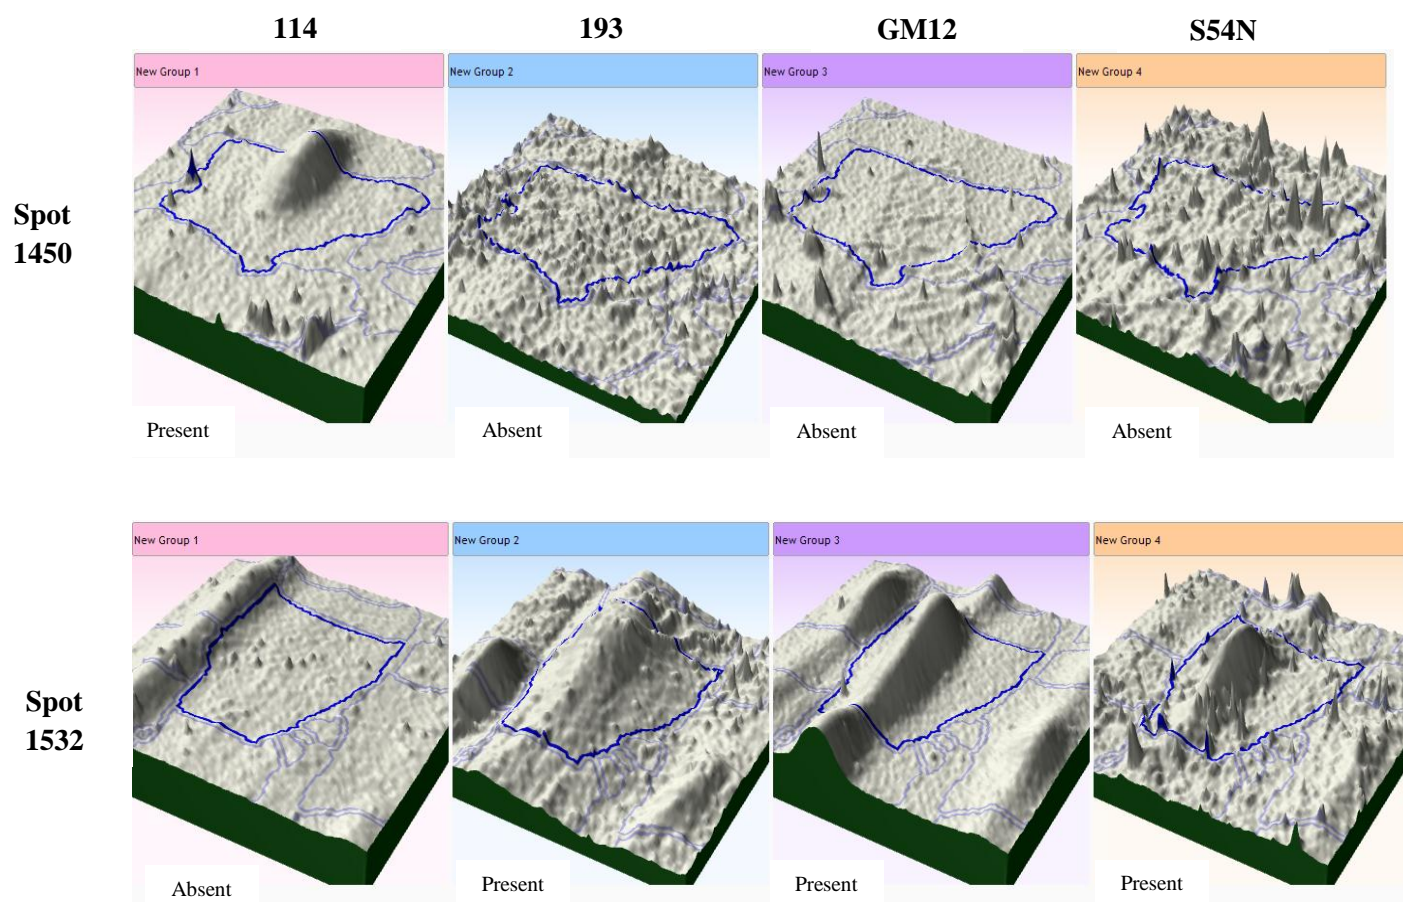 114 193 GM12 S54N
New Group 1 New Group 2 New Group 3 New Group 4
Spot
1450
Present Absent Absent Absent
New Group 1 New Group 2 New Group 3 New Group 4
Spot
1532
Absent Present Present Present